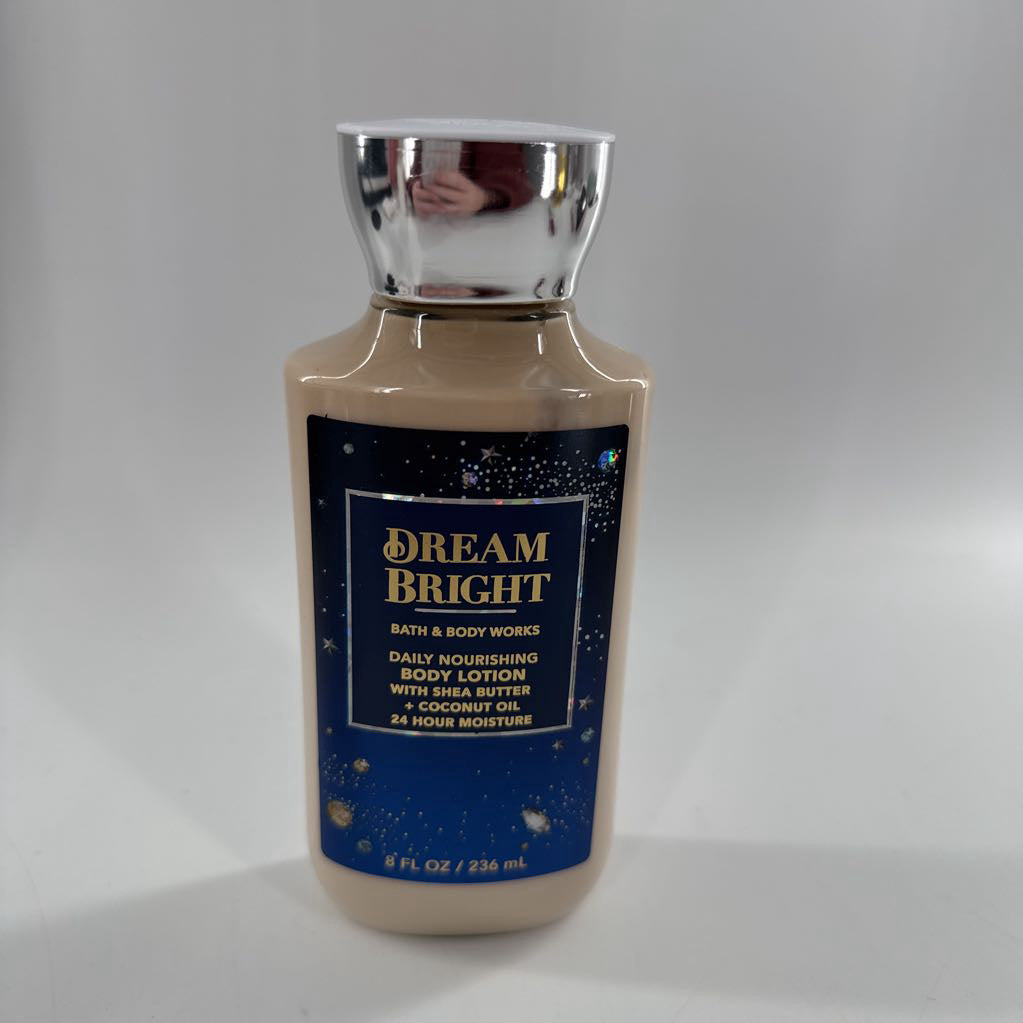 DREAM
BRIGHT
BATH & BODY WORKS
DAILY NOURISHING
BODY LOTION
WITH SHEA BUTTER
+ COCONUT OIL
24 HOUR MOISTURE
8 FL OZ / 236 mL